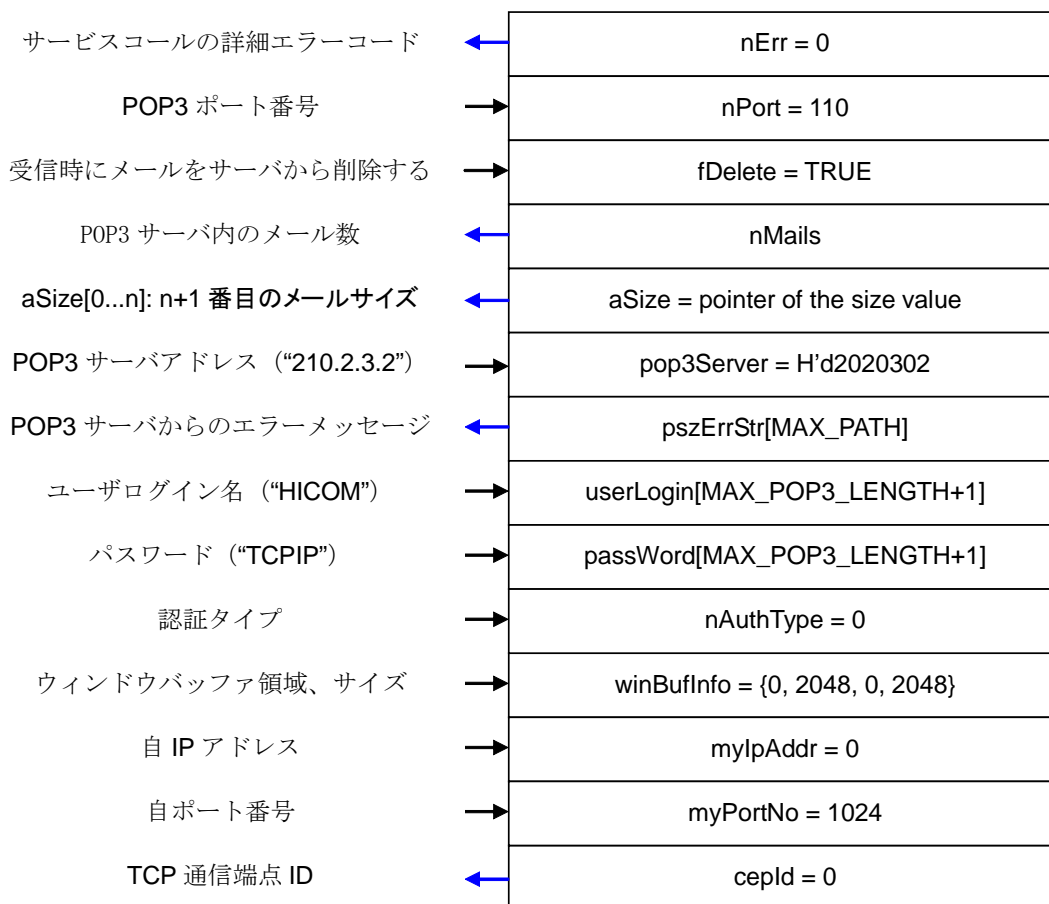 サービスコールの詳細エラーコード nErr = 0
POP3 ポート番号 nPort = 110
受信時にメールをサーバから削除する fDelete = TRUE
POP3 サーバ内のメール数 nMails
aSize[0...n]: n+1 番目のメールサイズ aSize = pointer of the size value
POP3 サーバアドレス（“210.2.3.2”） pop3Server = H’d2020302
POP3 サーバからのエラーメッセージ pszErrStr[MAX_PATH]
ユーザログイン名（“HICOM”） userLogin[MAX_POP3_LENGTH+1]
パスワード（“TCPIP”） passWord[MAX_POP3_LENGTH+1]
認証タイプ nAuthType = 0
ウィンドウバッファ領域、サイズ winBufInfo = {0, 2048, 0, 2048}
自 IP アドレス myIpAddr = 0
自ポート番号 myPortNo = 1024
TCP 通信端点 ID cepId = 0